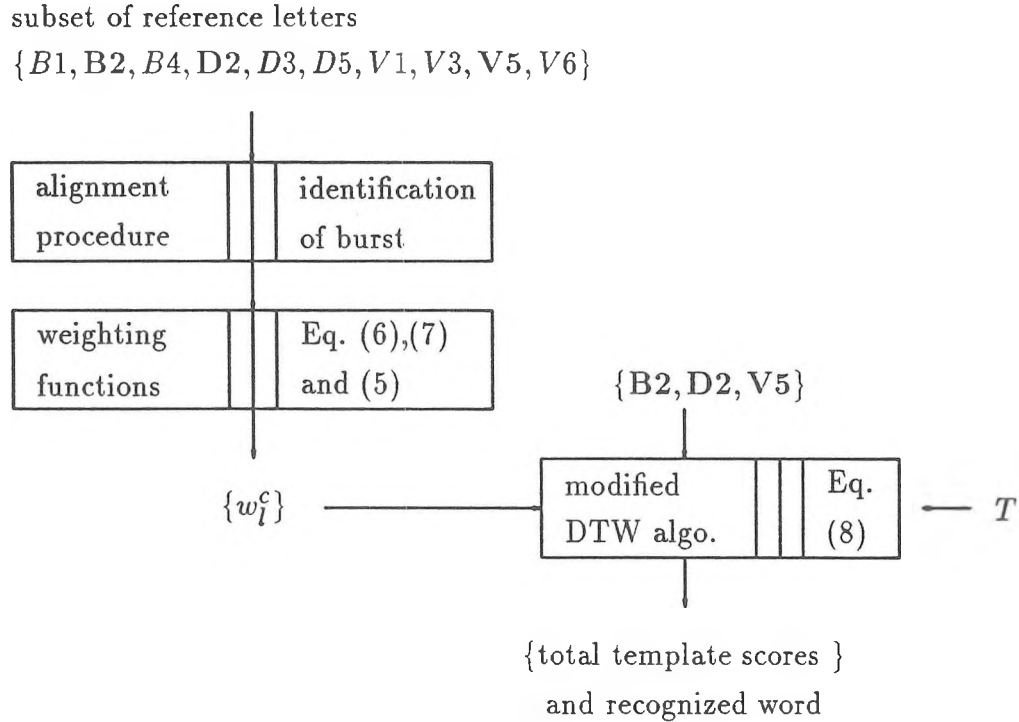 subset of reference letters
{B1, B2, B4, D2, D3, D5, V1, V3, V5, V6}
alignment procedure
identification of burst
weighting functions
Eq. (6),(7) and (5)
{B2, D2, V5}
{w_l^c}
modified DTW algo.
Eq. (8)
T
{total template scores }
and recognized word